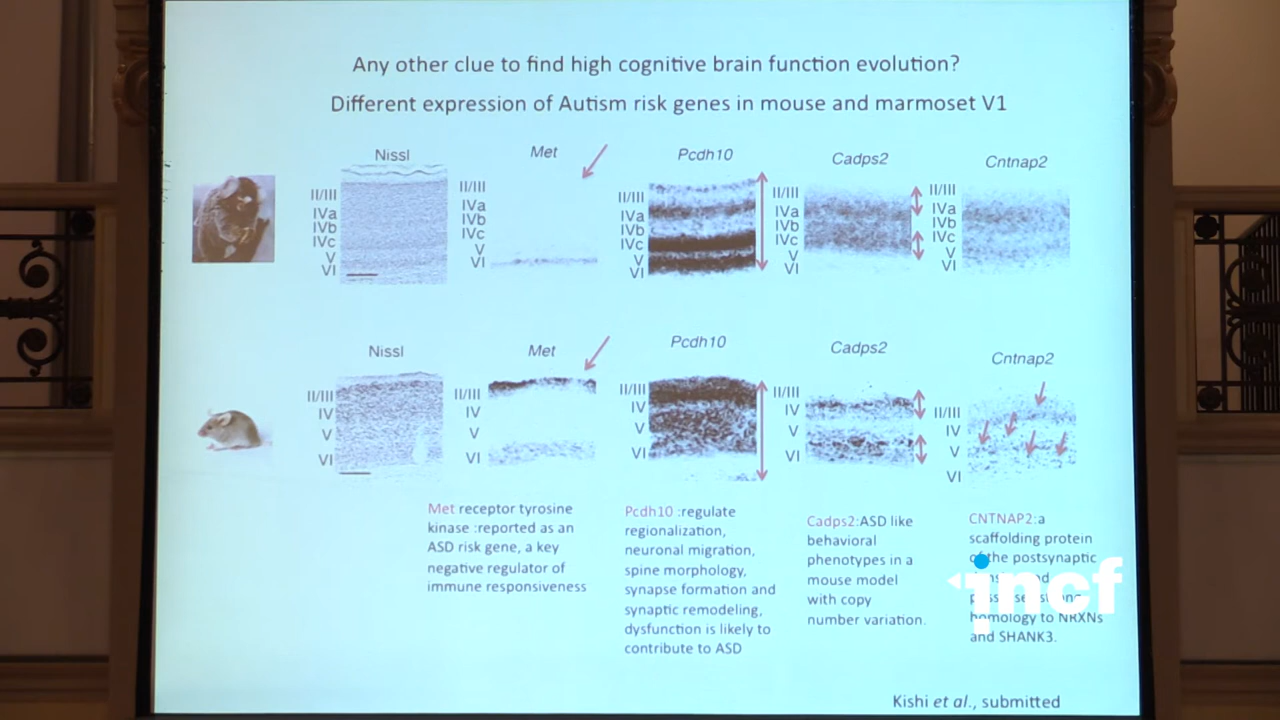 Any other clue to find high cognitive brain function evolution?
Different expression of Autism risk genes in mouse and marmoset V1
Nissl
II/III
IVa
IVb
IVc
V
VI
Met
II/III
IVa
IVb
IVc
V
VI
Pcdh10
II/III
IVa
IVb
IVc
V
VI
Cadps2
II/III
IVa
IVb
IVc
V
VI
Cntnap2
II/III
IVa
IVb
IVc
V
VI
Nissl
II/III
IV
V
VI
Met
II/III
IV
V
VI
Pcdh10
II/III
IV
V
VI
Cadps2
II/III
IV
V
VI
Cntnap2
II/III
IV
V
VI
Met receptor tyrosine
kinase :reported as an
ASD risk gene, a key
negative regulator of
immune responsiveness
Pcdh10 :regulate
regionalization,
neuronal migration,
spine morphology,
synapse formation and
synaptic remodeling,
dysfunction is likely to
contribute to ASD
Cadps2:ASD like
behavioral
phenotypes in a
mouse model
with copy
number variation.
CNTNAP2:a
scaffolding protein
of the postsynaptic
homology to NRXNs
and SHANK3.
incf
Kishi et al., submitted